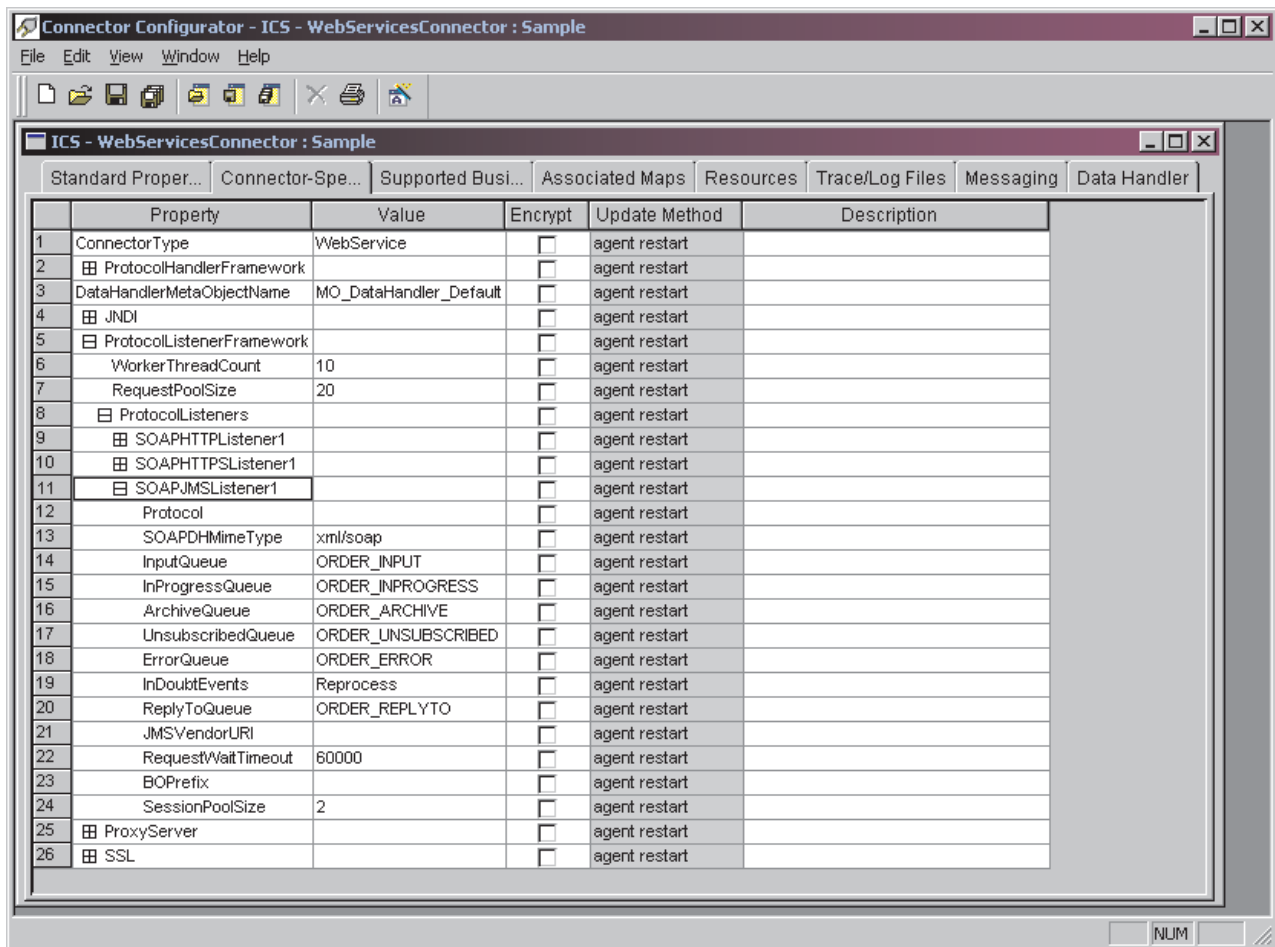 Connector Configurator - ICS - WebServicesConnector : Sample
File Edit View Window Help
ICS - WebServicesConnector : Sample
Standard Proper... Connector-Spe... Supported Busi... Associated Maps Resources Trace/Log Files Messaging Data Handler
Property Value Encrypt Update Method Description
1 ConnectorType WebService agent restart
2 ProtocolHandlerFramework agent restart
3 DataHandlerMetaObjectName MO_DataHandler_Default agent restart
4 JNDI agent restart
5 ProtocolListenerFramework agent restart
6 WorkerThreadCount 10 agent restart
7 RequestPoolSize 20 agent restart
8 ProtocolListeners agent restart
9 SOAPHTTPListener1 agent restart
10 SOAPHTTPSListener1 agent restart
11 SOAPJMSListener1 agent restart
12 Protocol agent restart
13 SOAPDHMimeType xml/soap agent restart
14 InputQueue ORDER_INPUT agent restart
15 InProgressQueue ORDER_INPROGRESS agent restart
16 ArchiveQueue ORDER_ARCHIVE agent restart
17 UnsubscribedQueue ORDER_UNSUBSCRIBED agent restart
18 ErrorQueue ORDER_ERROR agent restart
19 InDoubtEvents Reprocess agent restart
20 ReplyToQueue ORDER_REPLYTO agent restart
21 JMSVendorURI agent restart
22 RequestWaitTimeout 60000 agent restart
23 BOPrefix agent restart
24 SessionPoolSize 2 agent restart
25 ProxyServer agent restart
26 SSL agent restart
NUM